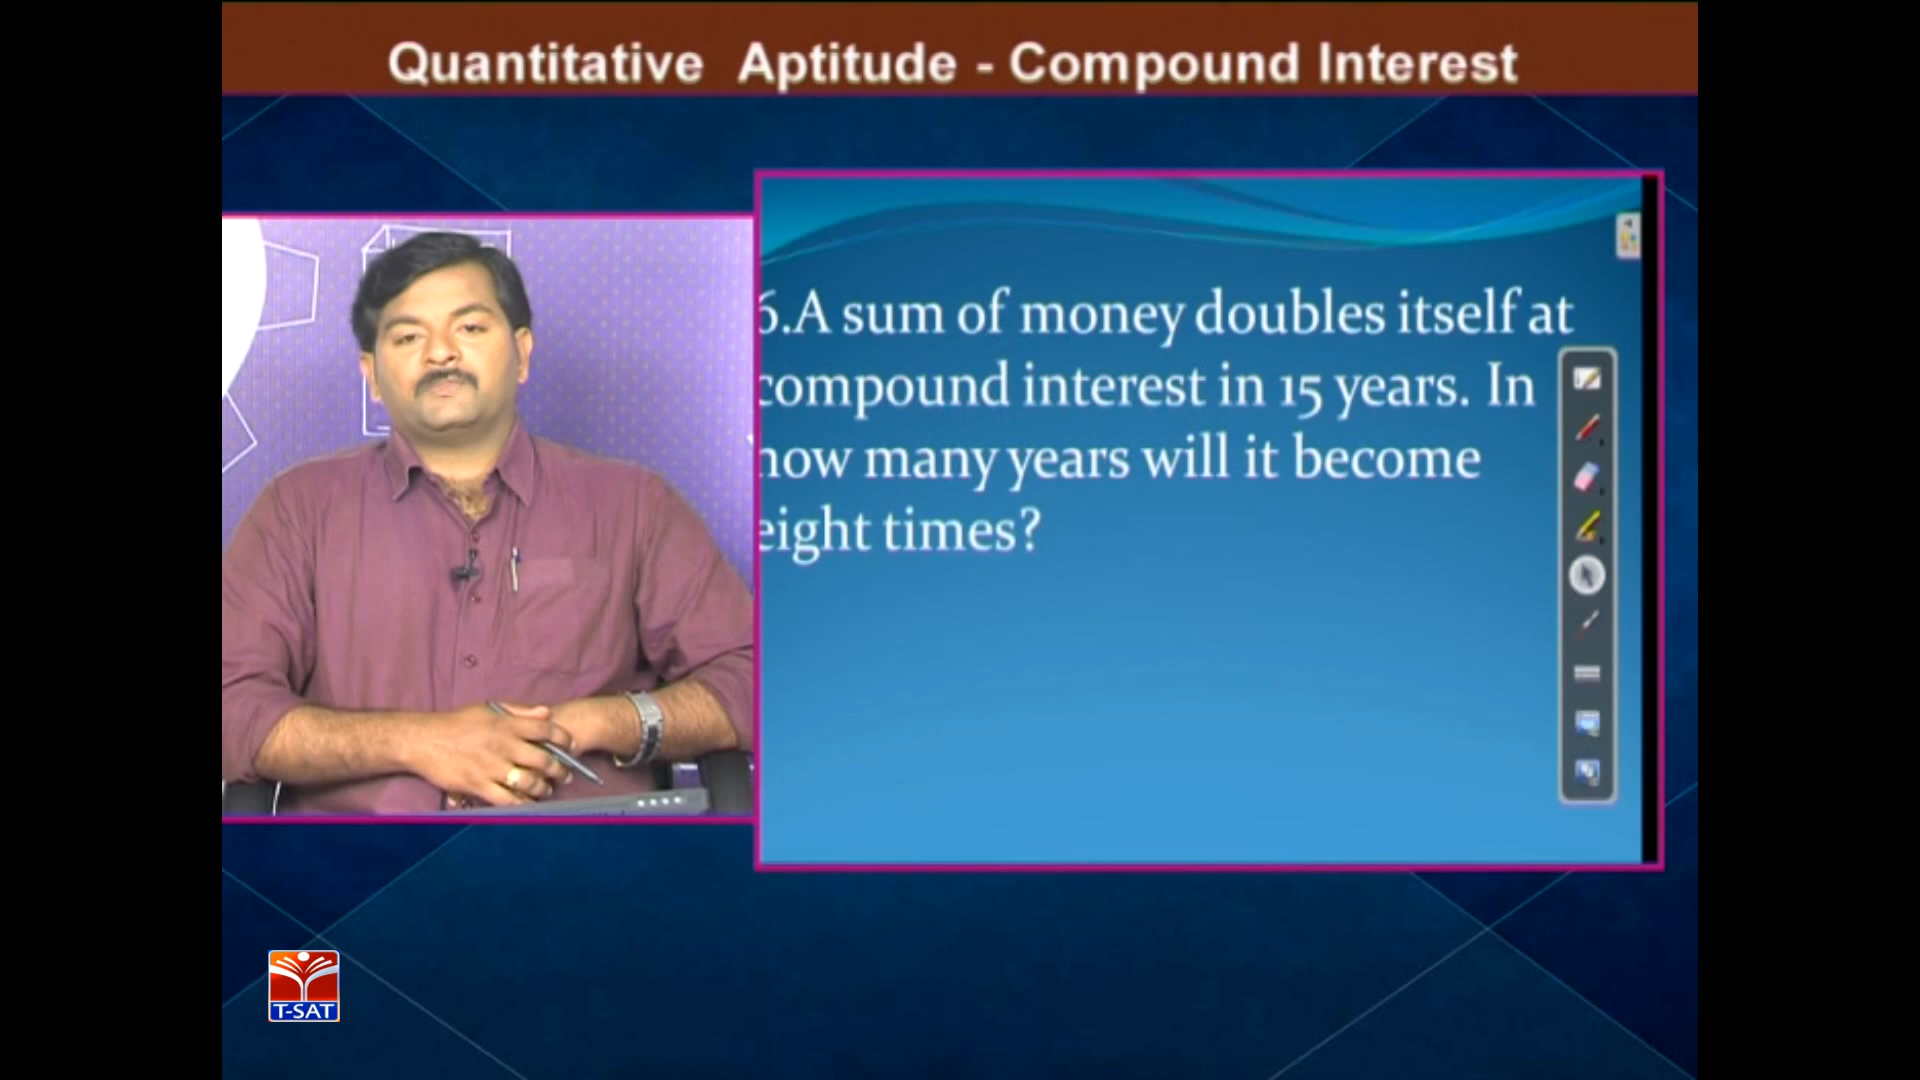 Quantitative Aptitude - Compound Interest
6.A sum of money doubles itself at
compound interest in 15 years. In
how many years will it become
eight times?
T-SAT